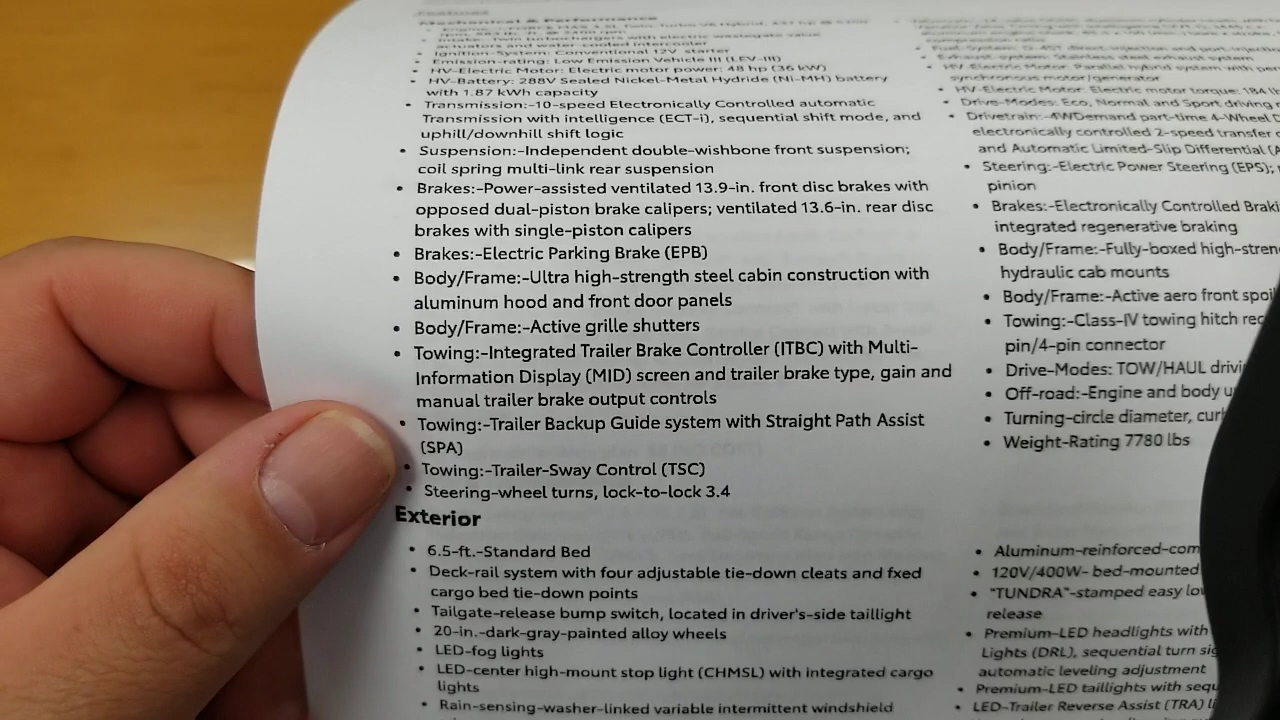 Features
Mechanical & Performance
rpm, 583 lb.-ft. @ 2400 rpm
Intake:-Twin turbochargers with electric wastegate valve
actuators and water-cooled intercooler
Ignition-System: Conventional 12V starter
Emission-rating: Low Emission Vehicle III (LEV-III)
HV-Electric Motor: Electric motor power: 48 hp (36 kW)
HV-Battery: 288V Sealed Nickel-Metal Hydride (Ni-MH) battery
with 1.87 kWh capacity
Transmission:-10-speed Electronically Controlled automatic
Transmission with intelligence (ECT-i), sequential shift mode, and
uphill/downhill shift logic
Suspension:-Independent double-wishbone front suspension;
coil spring multi-link rear suspension
Brakes:-Power-assisted ventilated 13.9-in. front disc brakes with
opposed dual-piston brake calipers; ventilated 13.6-in. rear disc
brakes with single-piston calipers
Brakes:-Electric Parking Brake (EPB)
Body/Frame:-Ultra high-strength steel cabin construction with
aluminum hood and front door panels
Body/Frame:-Active grille shutters
Towing:-Integrated Trailer Brake Controller (ITBC) with Multi-
Information Display (MID) screen and trailer brake type, gain and
manual trailer brake output controls
Towing:-Trailer Backup Guide system with Straight Path Assist
(SPA)
Towing:-Trailer-Sway Control (TSC)
Steering-wheel turns, lock-to-lock 3.4
Fuel-System: D-4ST direct-injection and port-injection
Exhaust-system: Stainless steel exhaust system
HV-Electric Motor: Parallel hybrid system with
synchronous motor/generator
HV-Electric Motor: Electric motor torque: 184
Drive-Modes: Eco, Normal and Sport driving
Drivetrain:-4WDemand part-time 4-Wheel
electronically controlled 2-speed transfer
and Automatic Limited-Slip Differential
Steering:-Electric Power Steering (EPS);
pinion
Brakes:-Electronically Controlled Braki
integrated regenerative braking
Body/Frame:-Fully-boxed high-stren
hydraulic cab mounts
Body/Frame:-Active aero front spoi
Towing:-Class-IV towing hitch rec
pin/4-pin connector
Drive-Modes: TOW/HAUL drivi
Off-road:-Engine and body u
Turning-circle diameter, cur
Weight-Rating 7780 lbs
Exterior
6.5-ft.-Standard Bed
Deck-rail system with four adjustable tie-down cleats and fxed
cargo bed tie-down points
Tailgate-release bump switch, located in driver's-side taillight
20-in.-dark-gray-painted alloy wheels
LED-fog lights
LED-center high-mount stop light (CHMSL) with integrated cargo
lights
Rain-sensing-washer-linked variable intermittent windshield
Aluminum-reinforced-com
120V/400W- bed-mounted
"TUNDRA"-stamped easy lo
release
Premium-LED headlights with
Lights (DRL), sequential turn sig
automatic leveling adjustment
Premium-LED taillights with sequ
LED-Trailer Reverse Assist (TRA) li